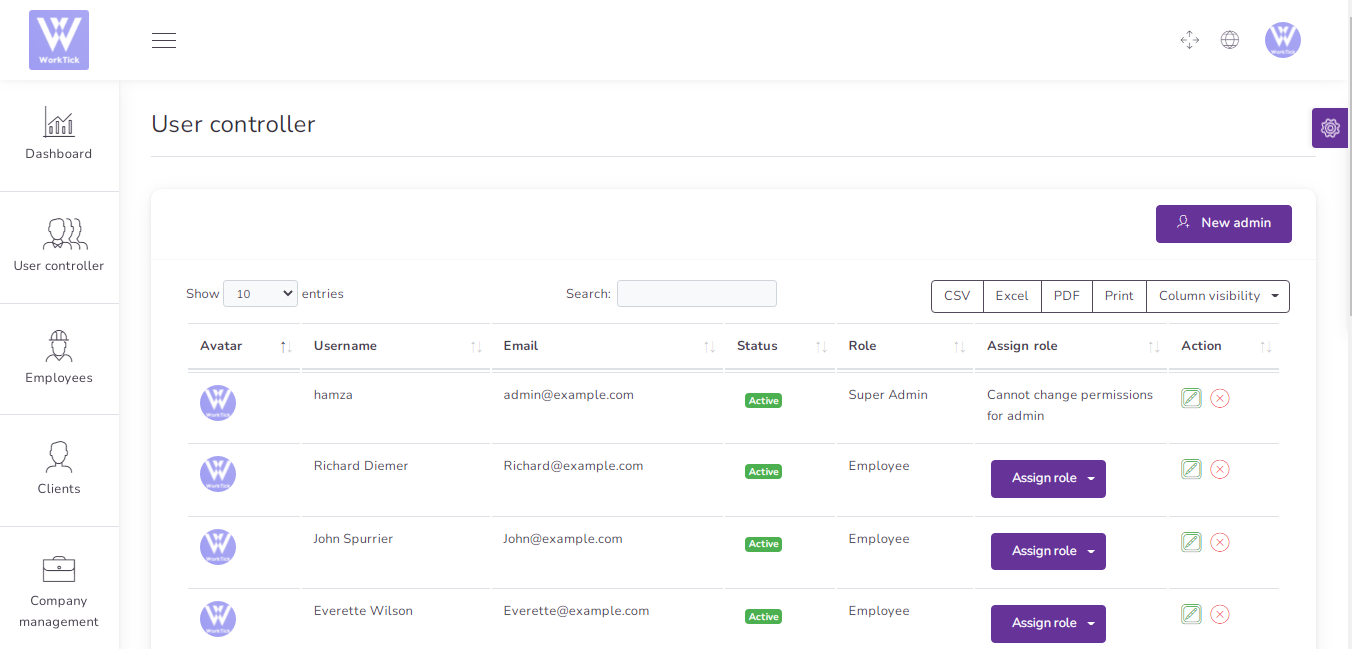 WorkTick
WorkTick
Dashboard
User controller
Employees
Clients
Company
management
User controller
New admin
Show 10 entries
Search:
CSV Excel PDF Print Column visibility
Avatar Username Email Status Role Assign role Action
WorkTick hamza admin@example.com Active Super Admin Cannot change permissions
for admin
WorkTick Richard Diemer Richard@example.com Active Employee Assign role
WorkTick John Spurrier John@example.com Active Employee Assign role
WorkTick Everette Wilson Everette@example.com Active Employee Assign role